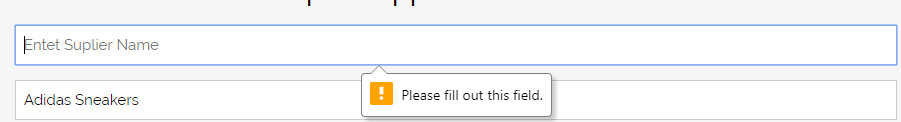 Entet Suplier Name
Please fill out this field.
Adidas Sneakers